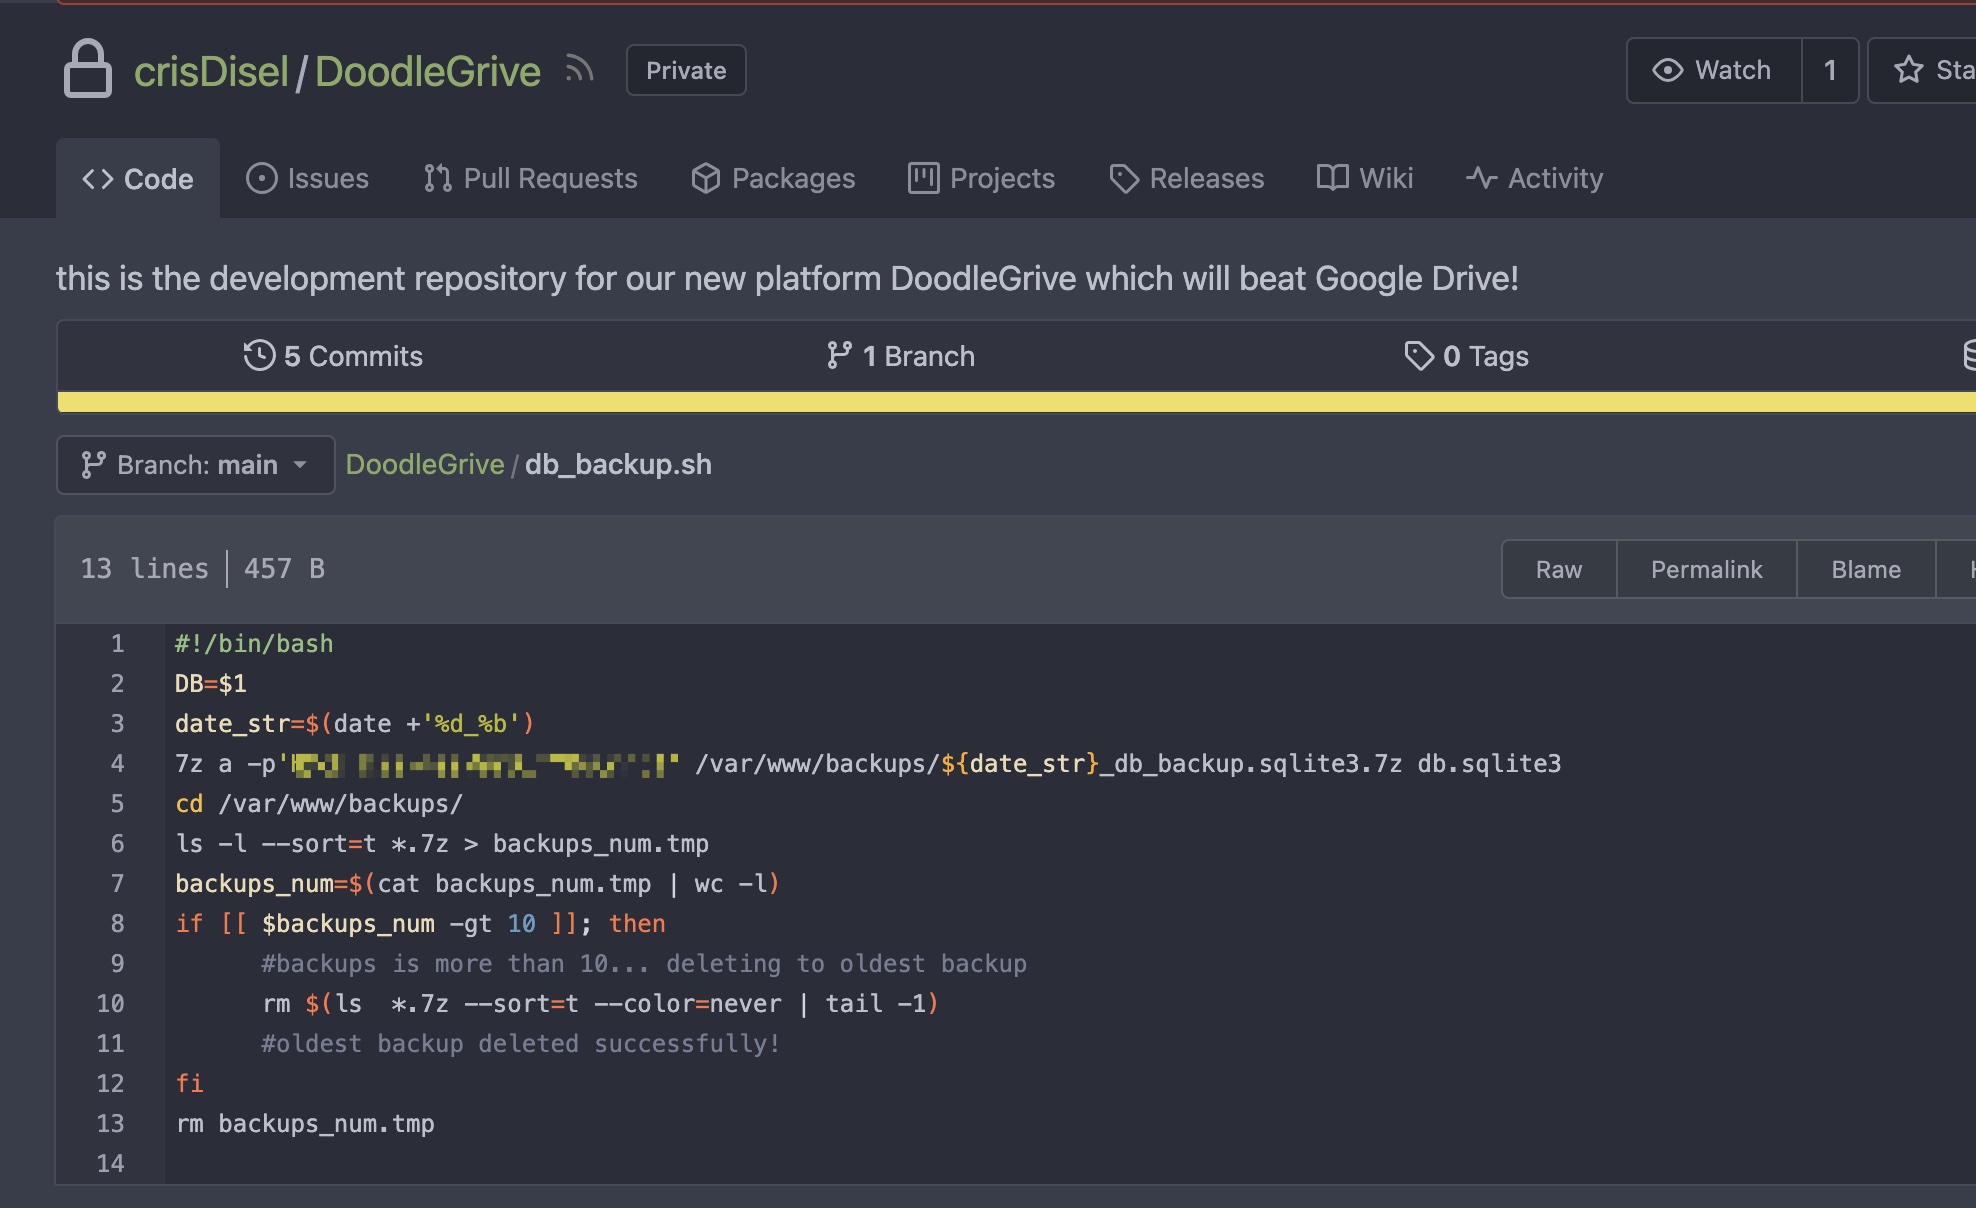 crisDisel/DoodleGrive Private Watch 1
Code Issues Pull Requests Packages Projects Releases Wiki Activity
this is the development repository for our new platform DoodleGrive which will beat Google Drive!
5 Commits 1 Branch 0 Tags
Branch: main DoodleGrive/db_backup.sh
13 lines 457 B Raw Permalink Blame
1 #!/bin/bash
2 DB=$1
3 date_str=$(date +'%d_%b')
4 7z a -p' /var/www/backups/${date_str}_db_backup.sqlite3.7z db.sqlite3
5 cd /var/www/backups/
6 ls -l --sort=t *.7z > backups_num.tmp
7 backups_num=$(cat backups_num.tmp | wc -l)
8 if [[ $backups_num -gt 10 ]]; then
9 #backups is more than 10... deleting to oldest backup
10 rm $(ls  *.7z --sort=t --color=never | tail -1)
11 #oldest backup deleted successfully!
12 fi
13 rm backups_num.tmp
14